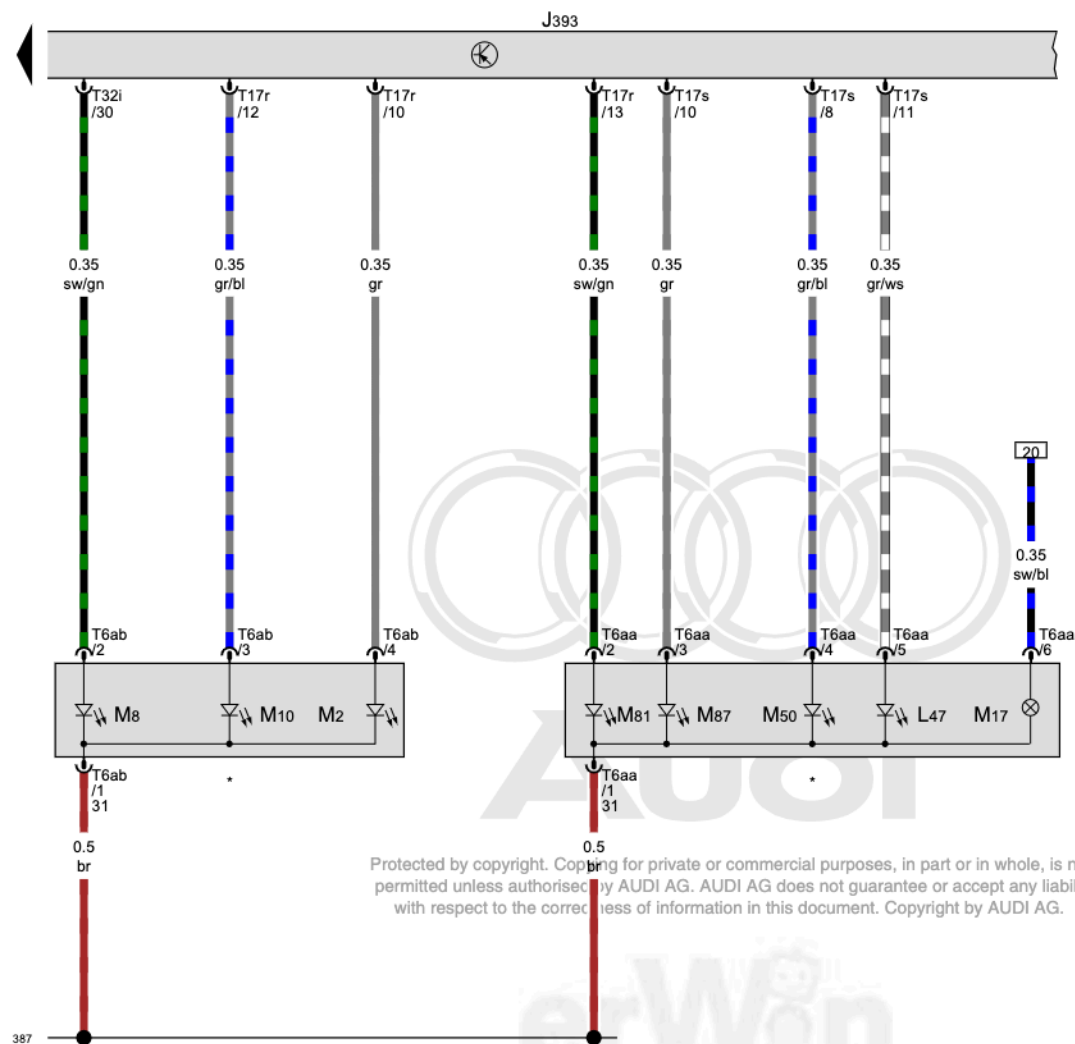 J393
T32i
/30
T17r
/12
T17r
/10
T17r
/13
T17s
/10
T17s
/8
T17s
/11
0.35
sw/gn
0.35
gr/bl
0.35
gr
0.35
sw/gn
0.35
gr
0.35
gr/bl
0.35
gr/ws
20
0.35
sw/bl
T6ab
/2
T6ab
/3
T6ab
/4
T6aa
/2
T6aa
/3
T6aa
/4
T6aa
/5
T6aa
/6
M8
M10
M2
M81
M87
M50
L47
M17
T6ab
/1
31
*
T6aa
/1
31
*
AUDI
0.5
br
0.5
br
Protected by copyright. Copying for private or commercial purposes, in part or in whole, is n
permitted unless authorised by AUDI AG. AUDI AG does not guarantee or accept any liabil
with respect to the correctness of information in this document. Copyright by AUDI AG.
erWin
387